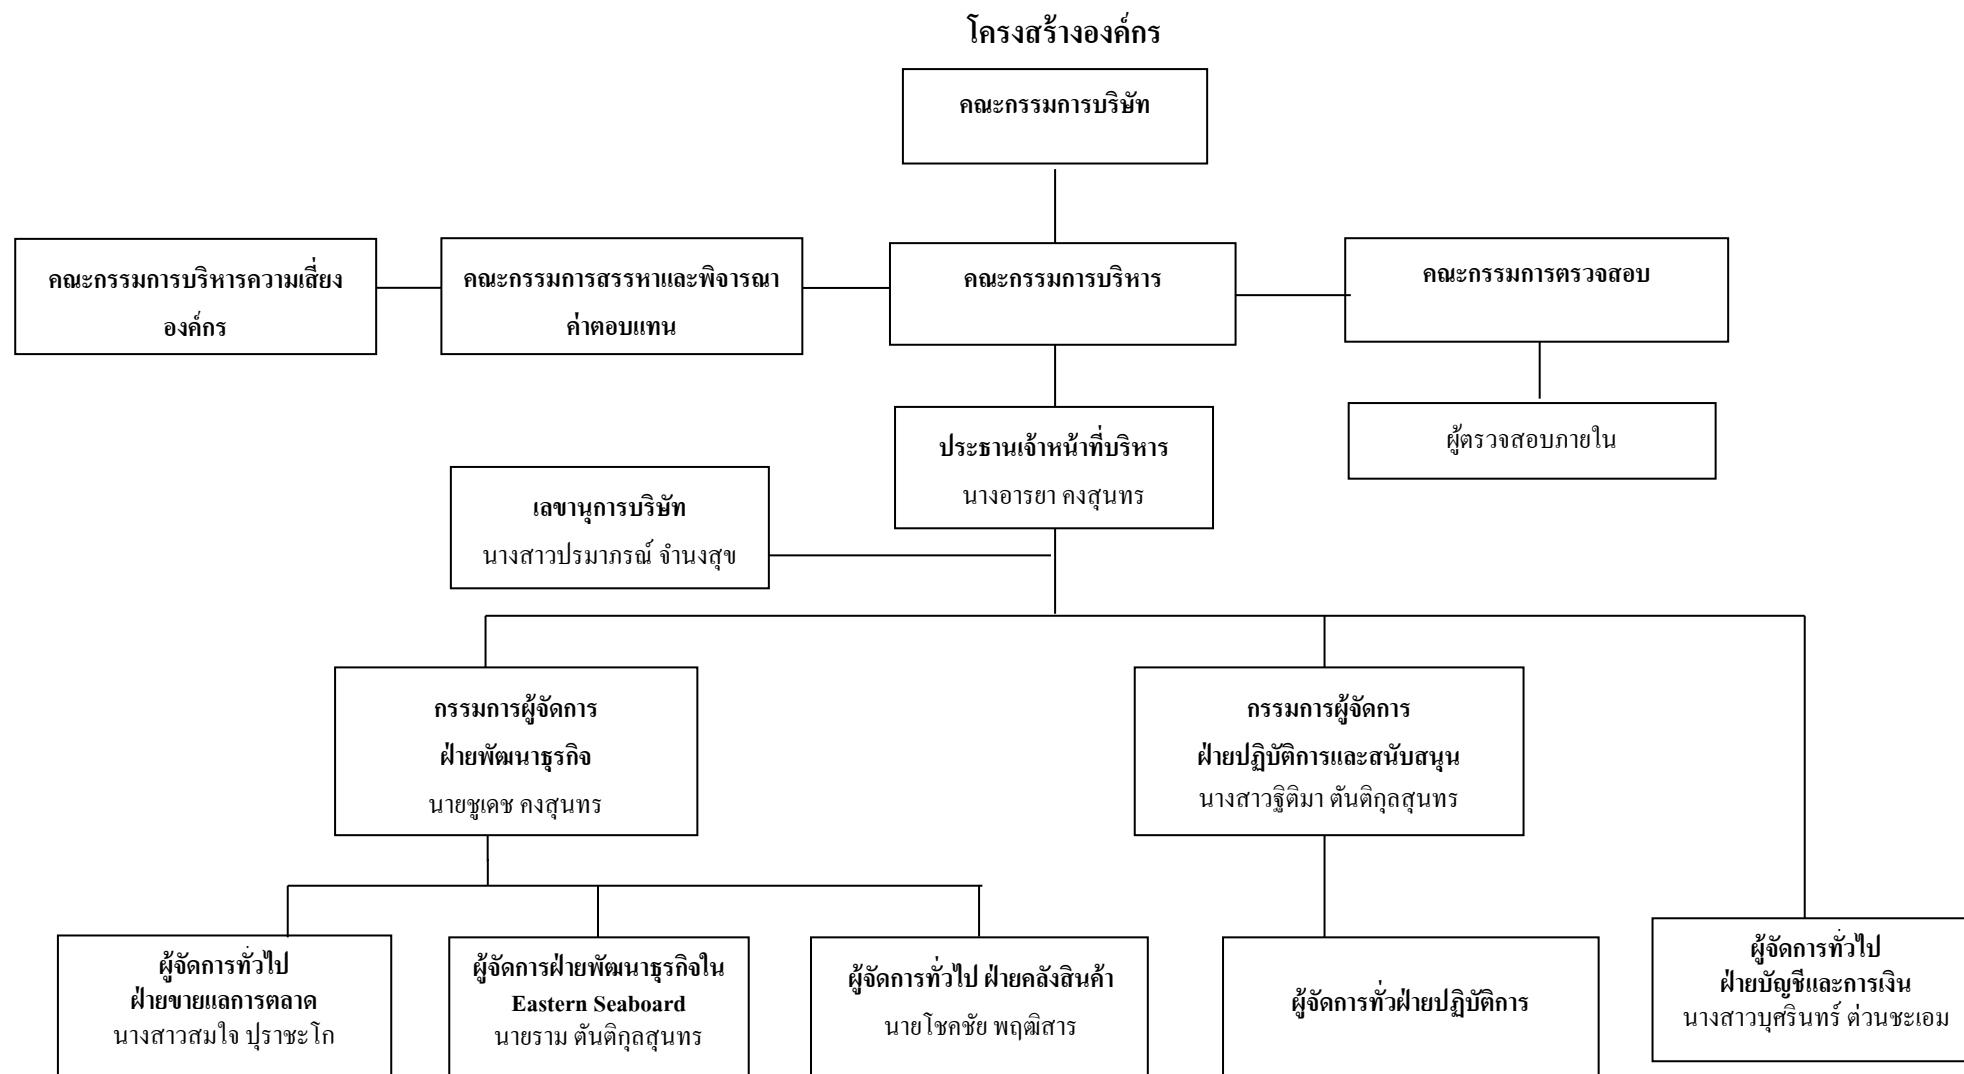 โครงสร้างองค์กร
คณะกรรมการบริษัท
คณะกรรมการบริหารความเสี่ยง
องค์กร
คณะกรรมการสรรหาและพิจารณา
ค่าตอบแทน
คณะกรรมการบริหาร
คณะกรรมการตรวจสอบ
ประธานเจ้าหน้าที่บริหาร
นางอารยา คงสุนทร
ผู้ตรวจสอบภายใน
เลขานุการบริษัท
นางสาวปรมาภรณ์ จำนงสุข
กรรมการผู้จัดการ
ฝ่ายพัฒนาธุรกิจ
นายชูเดช คงสุนทร
กรรมการผู้จัดการ
ฝ่ายปฏิบัติการและสนับสนุน
นางสาวฐิติมา ตันติกุลสุนทร
ผู้จัดการทั่วไป
ฝ่ายขายแลการตลาด
นางสาวสมใจ ปุราชะโก
ผู้จัดการฝ่ายพัฒนาธุรกิจใน
Eastern Seaboard
นายราม ตันติกุลสุนทร
ผู้จัดการทั่วไป ฝ่ายคลังสินค้า
นายโชคชัย พฤฒิสาร
ผู้จัดการทั่วฝ่ายปฏิบัติการ
ผู้จัดการทั่วไป
ฝ่ายบัญชีและการเงิน
นางสาวบุศรินทร์ ต่วนชะเอม